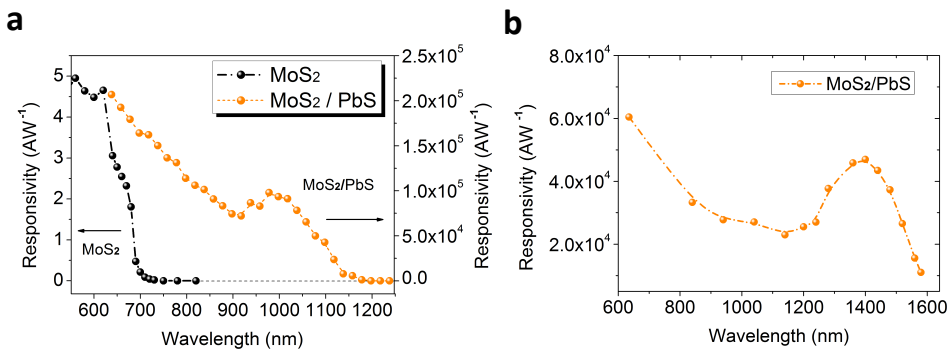 a
Responsivity (AW⁻¹)
5
4
3
2
1
0
MoS₂
MoS₂ / PbS
MoS₂
MoS₂/PbS
2.5x10⁵
2.0x10⁵
1.5x10⁵
1.0x10⁵
5.0x10⁴
0.0
Responsivity (AW⁻¹)
600 700 800 900 1000 1100 1200
Wavelength (nm)
b
Responsivity (AW⁻¹)
8.0x10⁴
6.0x10⁴
4.0x10⁴
2.0x10⁴
MoS₂/PbS
600 800 1000 1200 1400 1600
Wavelength (nm)